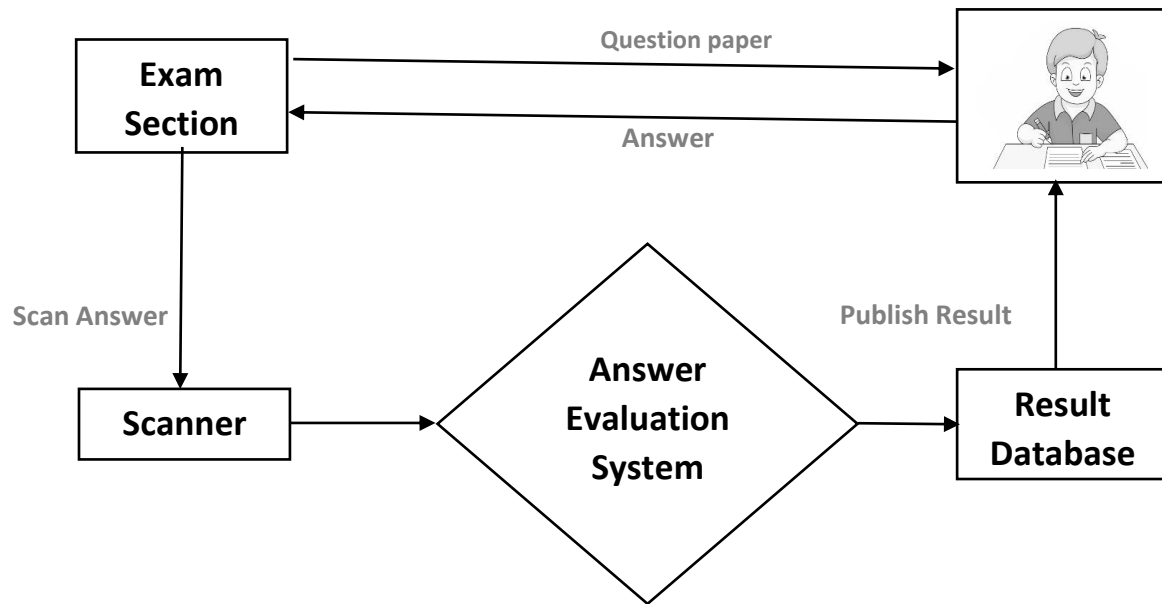 Question paper
Exam
Section
Answer
Scan Answer
Publish Result
Answer
Evaluation
System
Scanner
Result
Database